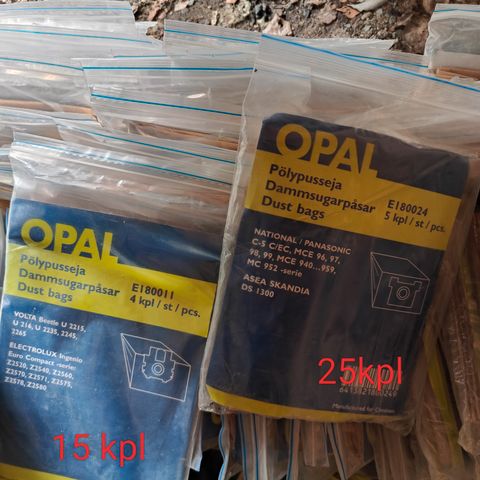 OPAL
Pölypusseja
Dammsugarpåsar
Dust bags
E180011
4 kpl / st / pcs.
VOLTA Beetle U 2215,
U 216, U 2235, 2245,
2265
ELECTROLUX Ingenio
Euro Compact -serie:
Z2520, Z2540, Z2560,
Z2570, Z2571, Z2575,
Z2578, Z2580
15 kpl
OPAL
Pölypusseja
Dammsugarpåsar
Dust bags
E180024
5 kpl / st / pcs.
NATIONAL / PANASONIC
C-5 C/EC, MCE 96, 97,
98, 99, MCE 940...959,
MC 952 -serie
ASEA SKANDIA
DS 1300
25kpl
Manufactured for